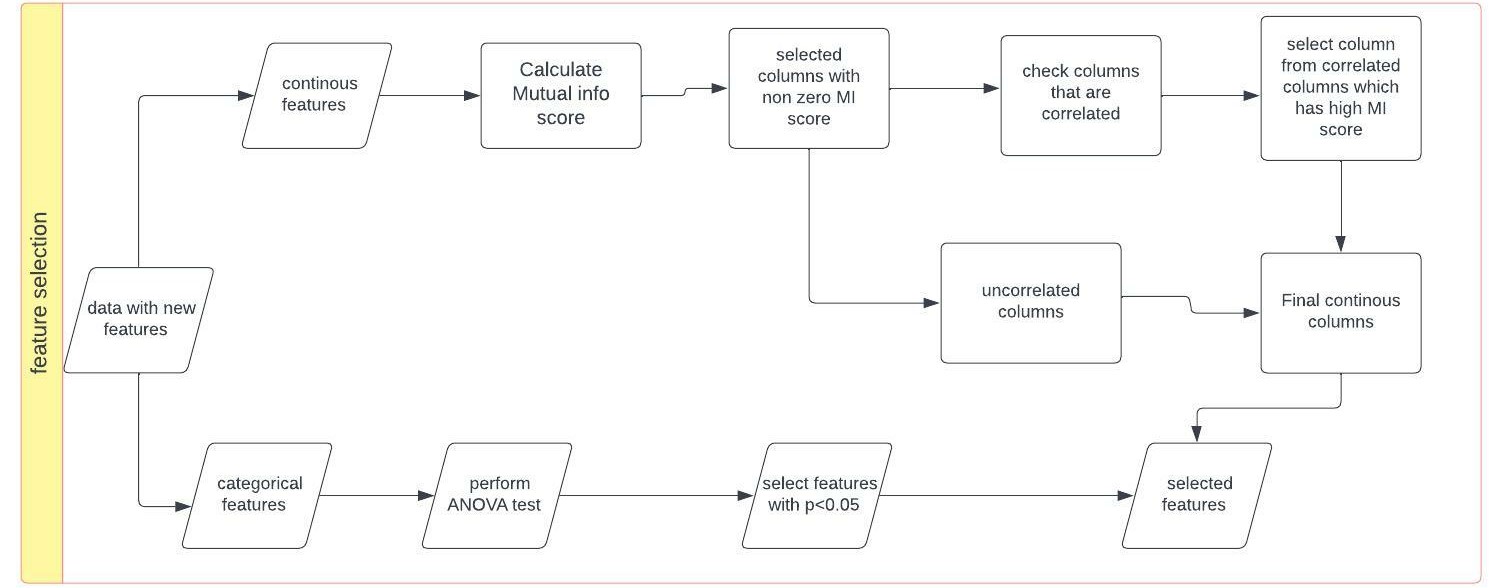 feature selection
continous
features
Calculate
Mutual info
score
selected
columns with
non zero MI
score
check columns
that are
correlated
select column
from correlated
columns which
has high MI
score
data with new
features
uncorrelated
columns
Final continous
columns
categorical
features
perform
ANOVA test
select features
with p<0.05
selected
features